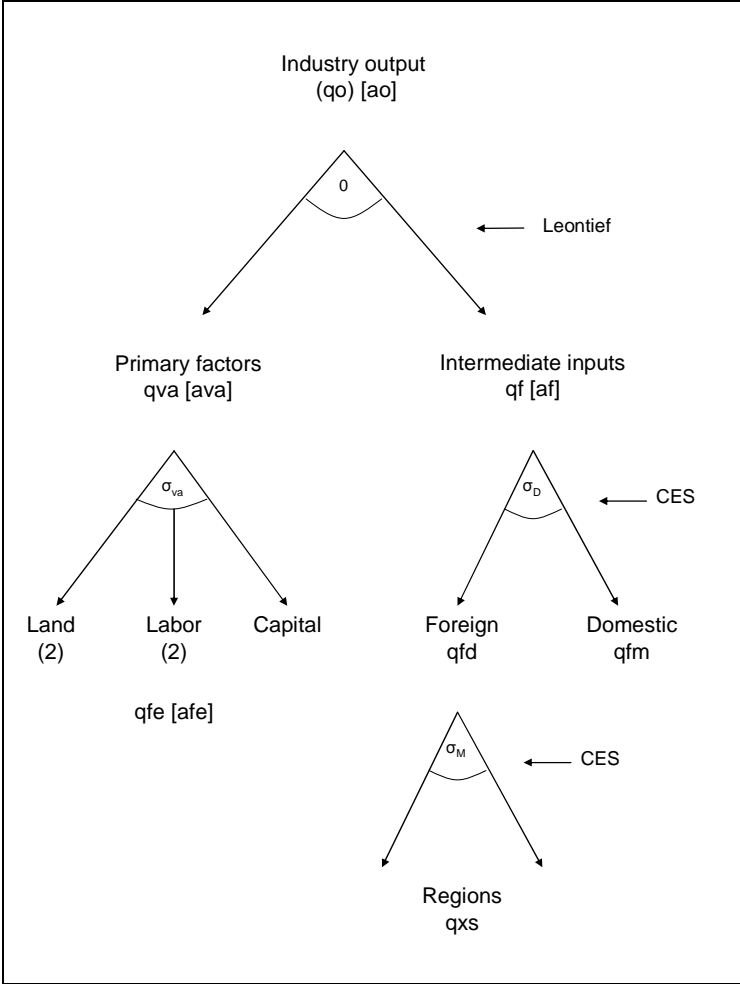 Industry output
(qo) [ao]
0
Leontief
Primary factors
qva [ava]
Intermediate inputs
qf [af]
σva
σD
CES
Land
(2)
Labor
(2)
Capital
Foreign
qfd
Domestic
qfm
qfe [afe]
σM
CES
Regions
qxs